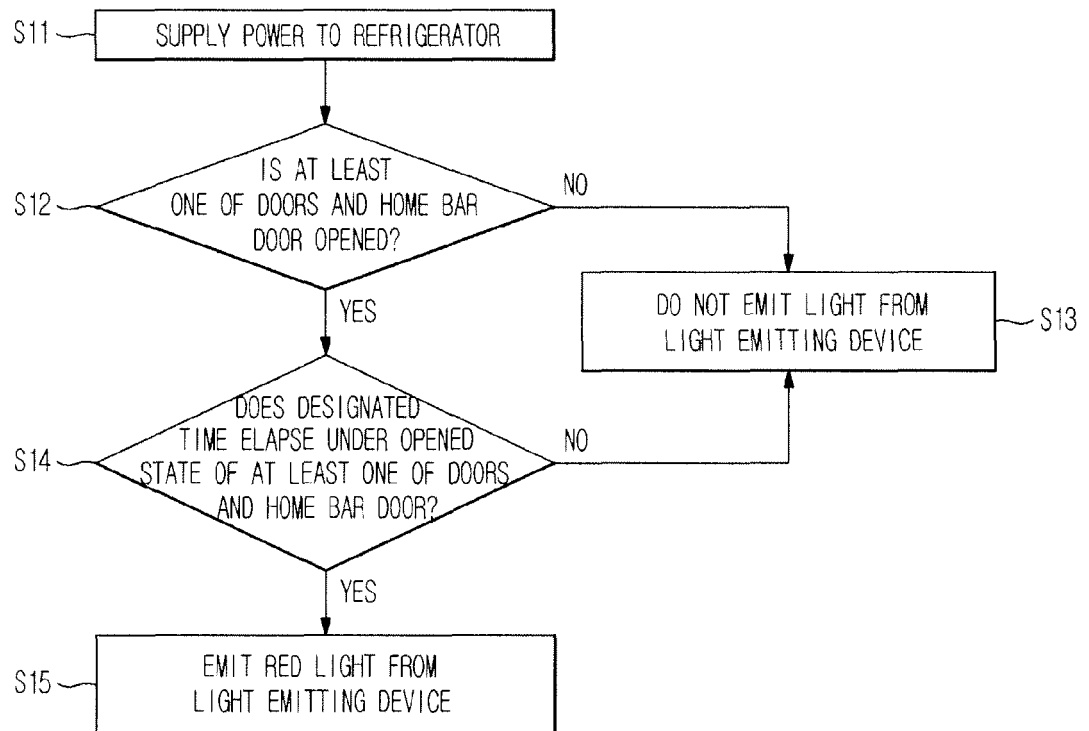 S11
SUPPLY POWER TO REFRIGERATOR
IS AT LEAST
ONE OF DOORS AND HOME BAR
DOOR OPENED?
S12
NO
YES
DO NOT EMIT LIGHT FROM
LIGHT EMITTING DEVICE
S13
DOES DESIGNATED
TIME ELAPSE UNDER OPENED
STATE OF AT LEAST ONE OF DOORS
AND HOME BAR DOOR?
S14
NO
YES
EMIT RED LIGHT FROM
LIGHT EMITTING DEVICE
S15